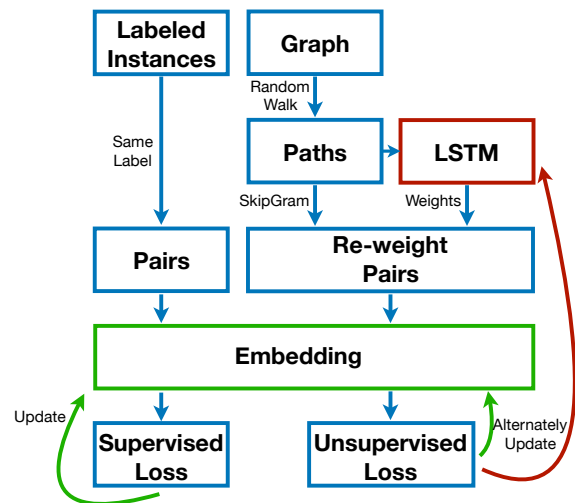 Labeled
Instances
Graph
Random
Walk
Same
Label
Paths
LSTM
SkipGram
Weights
Pairs
Re-weight
Pairs
Embedding
Update
Alternately
Update
Supervised
Loss
Unsupervised
Loss